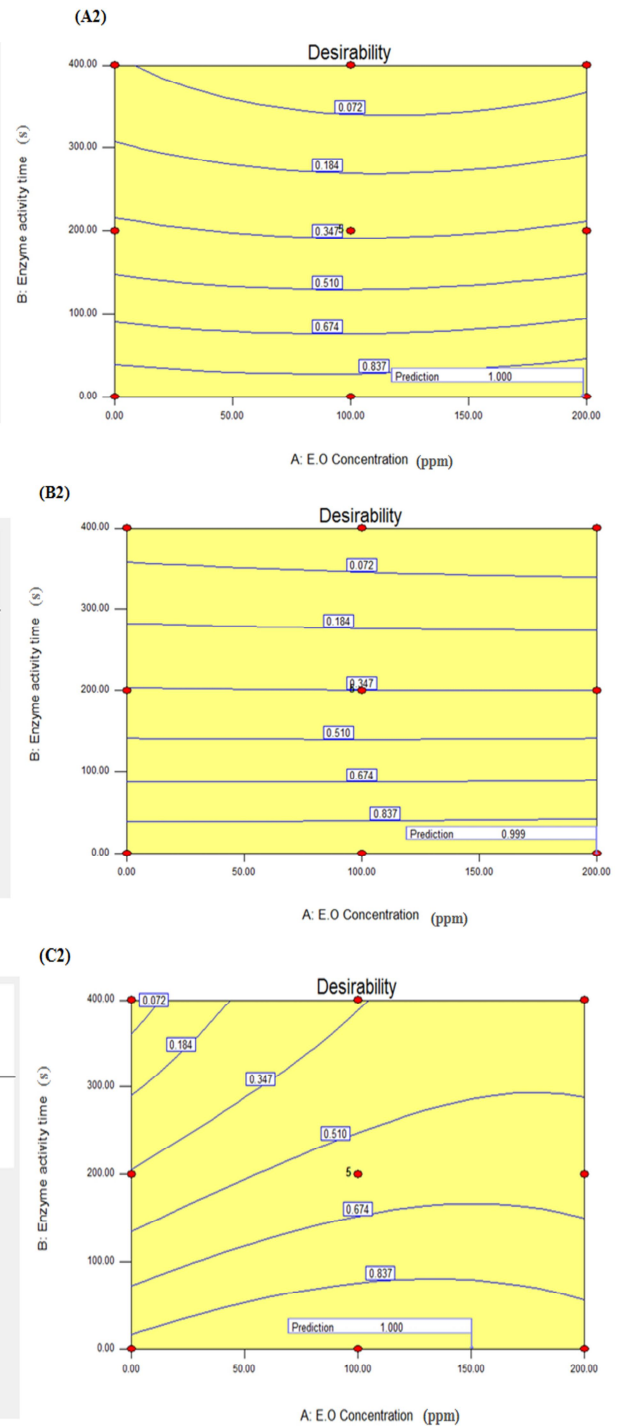 (A2)
Desirability
400.00
300.00
200.00
100.00
0.00
B: Enzyme activity time (s)
0.072
0.184
0.347
5
0.510
0.674
0.837
Prediction 1.000
0.00 50.00 100.00 150.00 200.00
A: E.O Concentration (ppm)
(B2)
Desirability
400.00
300.00
200.00
100.00
0.00
B: Enzyme activity time (s)
0.072
0.184
0.347
5
0.510
0.674
0.837
Prediction 0.999
0.00 50.00 100.00 150.00 200.00
A: E.O Concentration (ppm)
(C2)
Desirability
400.00
300.00
200.00
100.00
0.00
B: Enzyme activity time (s)
0.072
0.184
0.347
0.510
5
0.674
0.837
Prediction 1.000
0.00 50.00 100.00 150.00 200.00
A: E.O Concentration (ppm)